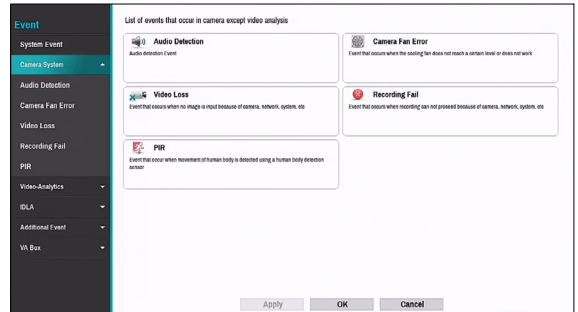 Event
System Event
Camera System
Audio Detection
Camera Fan Error
Video Loss
Recording Fail
PIR
Video-Analytics
IDLA
Additional Event
VA Box
List of events that occur in camera except video analysis
Audio Detection
Audio detection Event
Camera Fan Error
Event that occurs when the cooling fan does not reach a certain level or does not work
Video Loss
Event that occurs when no image is input because of camera, network, system, etc
Recording Fail
Event that occurs when recording can not proceed because of camera, network, system, etc
PIR
Event that occur when movement of human body is detected using a human body detection
sensor
Apply
OK
Cancel